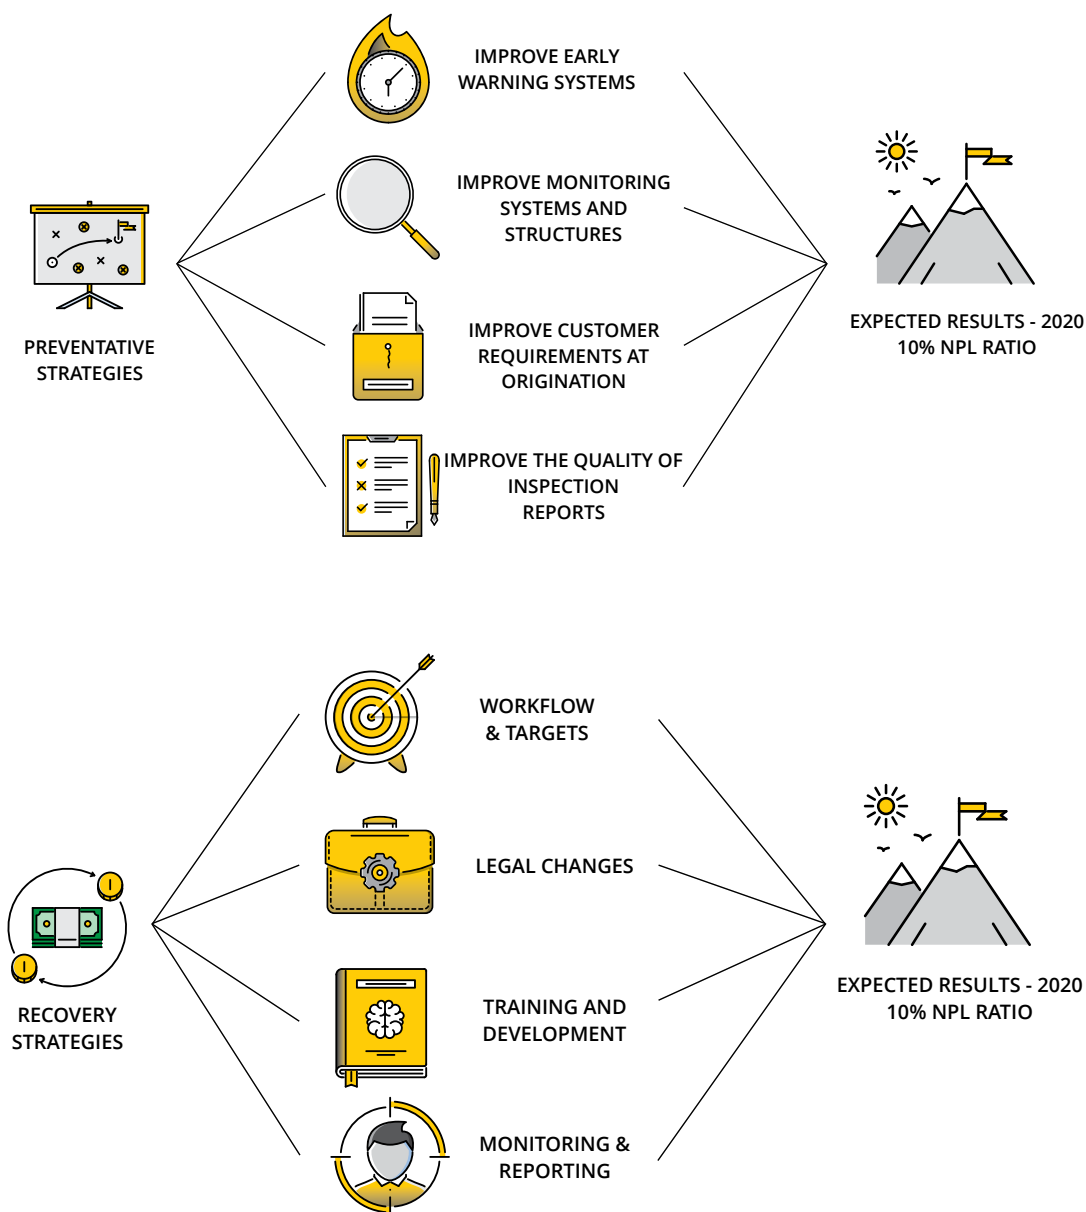 IMPROVE EARLY
WARNING SYSTEMS
IMPROVE MONITORING
SYSTEMS AND
STRUCTURES
PREVENTATIVE
STRATEGIES
IMPROVE CUSTOMER
REQUIREMENTS AT
ORIGINATION
EXPECTED RESULTS - 2020
10% NPL RATIO
IMPROVE THE QUALITY OF
INSPECTION
REPORTS
WORKFLOW
& TARGETS
LEGAL CHANGES
RECOVERY
STRATEGIES
TRAINING AND
DEVELOPMENT
EXPECTED RESULTS - 2020
10% NPL RATIO
MONITORING &
REPORTING